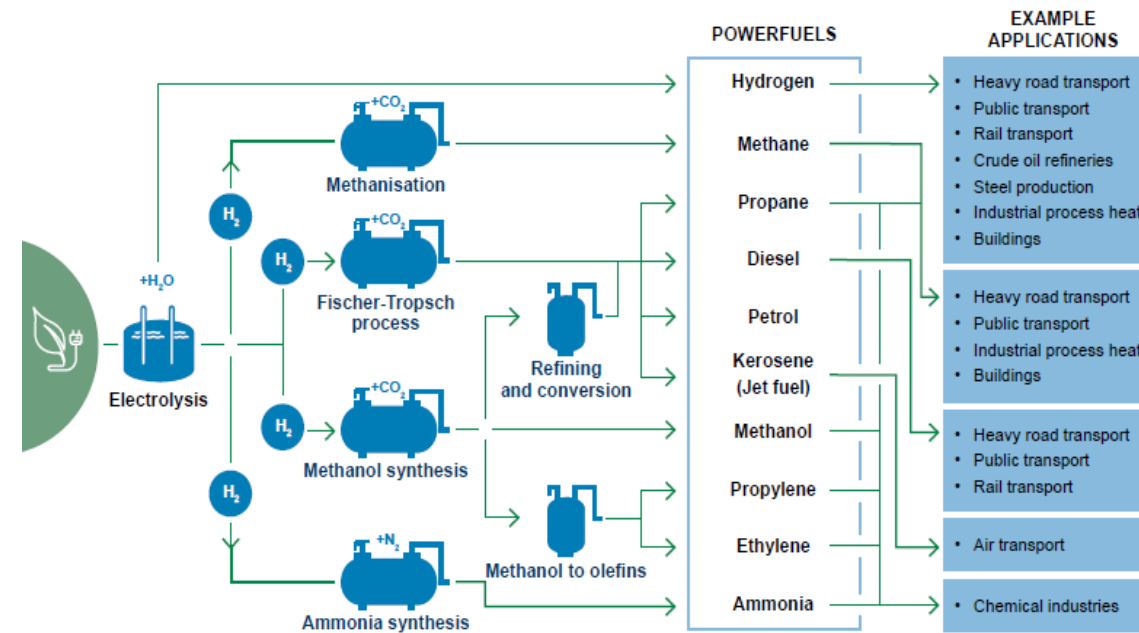 POWERFUELS
EXAMPLE
APPLICATIONS
+H₂O
Electrolysis
H₂
H₂
H₂
H₂
+CO₂
Methanisation
+CO₂
Fischer-Tropsch
process
+CO₂
Methanol synthesis
+N₂
Ammonia synthesis
Refining
and conversion
Methanol to olefins
Hydrogen
Methane
Propane
Diesel
Petrol
Kerosene
(Jet fuel)
Methanol
Propylene
Ethylene
Ammonia
• Heavy road transport
• Public transport
• Rail transport
• Crude oil refineries
• Steel production
• Industrial process heat
• Buildings
• Heavy road transport
• Public transport
• Industrial process heat
• Buildings
• Heavy road transport
• Public transport
• Rail transport
• Air transport
• Chemical industries